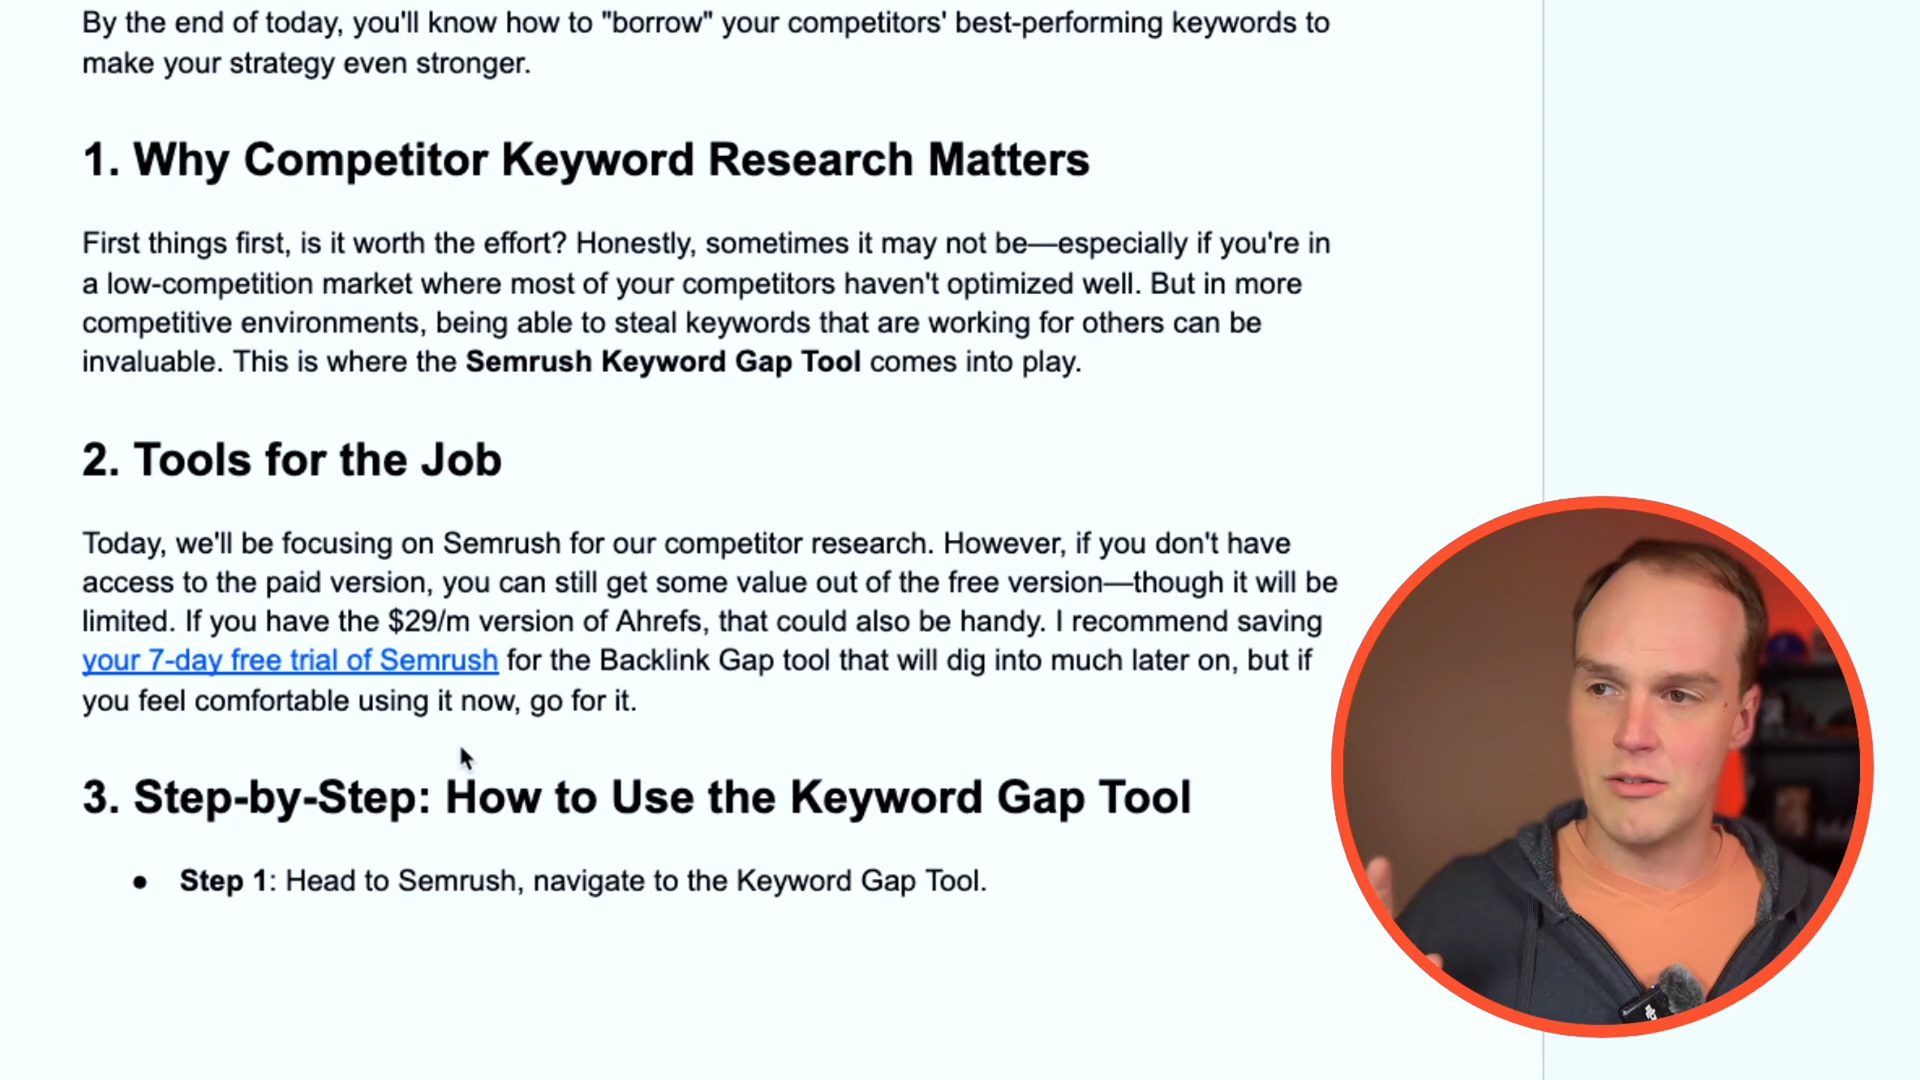 By the end of today, you'll know how to "borrow" your competitors' best-performing keywords to
make your strategy even stronger.
1. Why Competitor Keyword Research Matters
First things first, is it worth the effort? Honestly, sometimes it may not be—especially if you're in
a low-competition market where most of your competitors haven't optimized well. But in more
competitive environments, being able to steal keywords that are working for others can be
invaluable. This is where the Semrush Keyword Gap Tool comes into play.
2. Tools for the Job
Today, we'll be focusing on Semrush for our competitor research. However, if you don't have
access to the paid version, you can still get some value out of the free version—though it will be
limited. If you have the $29/m version of Ahrefs, that could also be handy. I recommend saving
your 7-day free trial of Semrush for the Backlink Gap tool that will dig into much later on, but if
you feel comfortable using it now, go for it.
3. Step-by-Step: How to Use the Keyword Gap Tool
● Step 1: Head to Semrush, navigate to the Keyword Gap Tool.